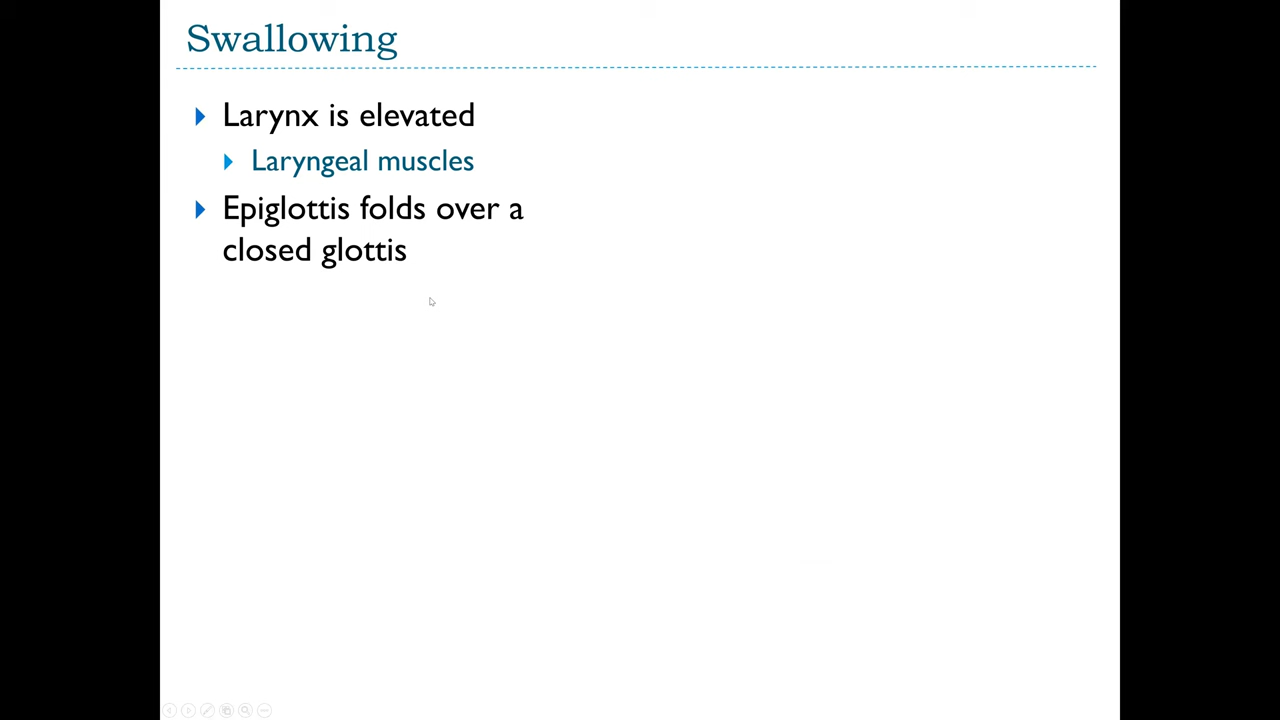 Swallowing
Larynx is elevated
Laryngeal muscles
Epiglottis folds over a
closed glottis